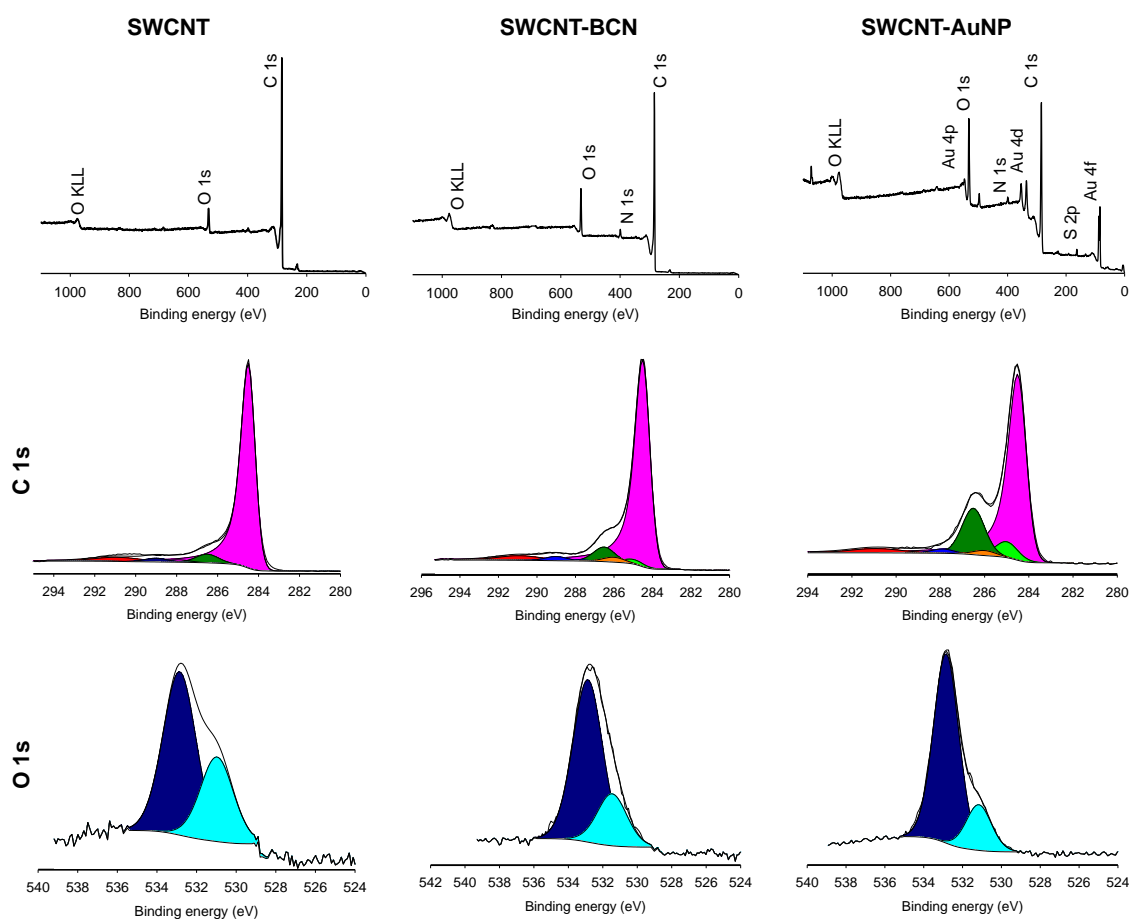 SWCNT
SWCNT-BCN
SWCNT-AuNP
O KLL
O 1s
C 1s
1000 800 600 400 200 0
Binding energy (eV)
O KLL
O 1s
N 1s
C 1s
1000 800 600 400 200 0
Binding energy (eV)
O KLL
Au 4p
O 1s
N 1s
Au 4d
C 1s
S 2p
Au 4f
1000 800 600 400 200 0
Binding energy (eV)
C 1s
294 292 290 288 286 284 282 280
Binding energy (eV)
296 294 292 290 288 286 284 282 280
Binding energy (eV)
294 292 290 288 286 284 282 280
Binding energy (eV)
O 1s
540 538 536 534 532 530 528 526 524
Binding energy (eV)
542 540 538 536 534 532 530 528 526 524
Binding energy (eV)
540 538 536 534 532 530 528 526 524
Binding energy (eV)